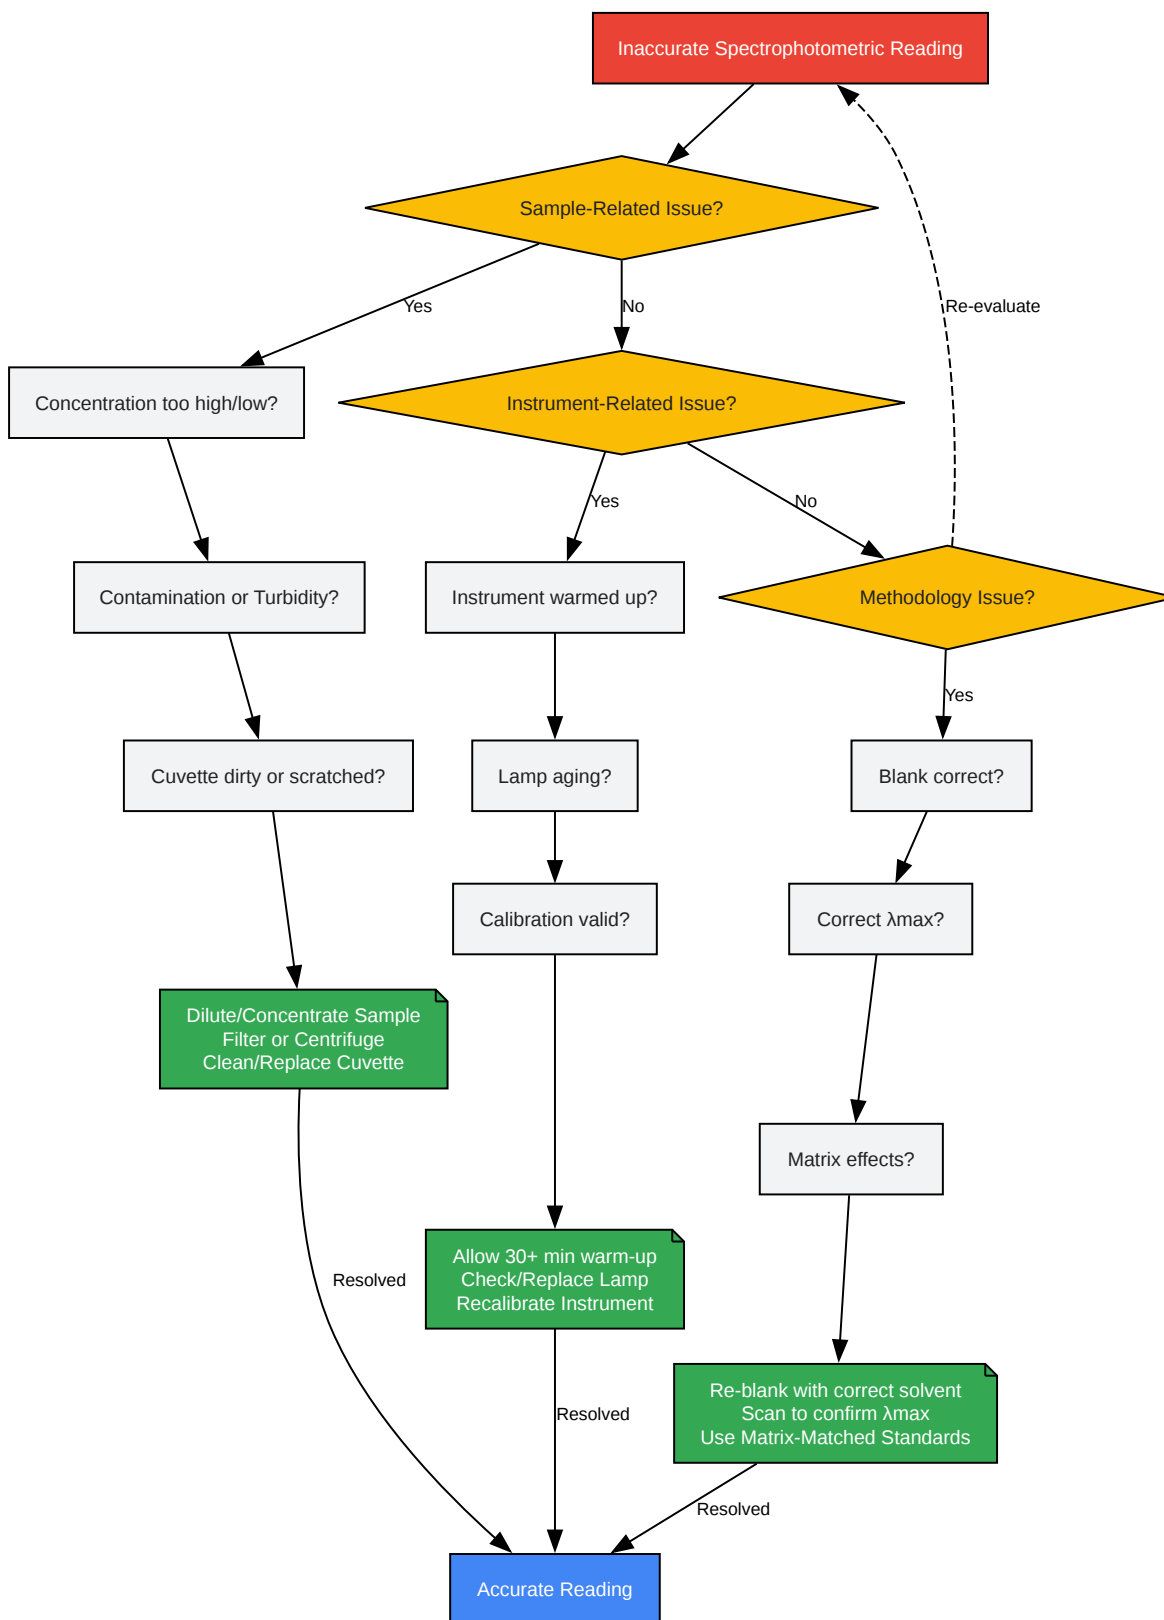 Inaccurate Spectrophotometric Reading
Sample-Related Issue?
Yes
No
Re-evaluate
Concentration too high/low?
Instrument-Related Issue?
Yes
No
Contamination or Turbidity?
Instrument warmed up?
Methodology Issue?
Yes
Cuvette dirty or scratched?
Lamp aging?
Blank correct?
Calibration valid?
Correct λmax?
Dilute/Concentrate Sample
Filter or Centrifuge
Clean/Replace Cuvette
Matrix effects?
Allow 30+ min warm-up
Check/Replace Lamp
Recalibrate Instrument
Resolved
Re-blank with correct solvent
Scan to confirm λmax
Use Matrix-Matched Standards
Resolved
Resolved
Accurate Reading